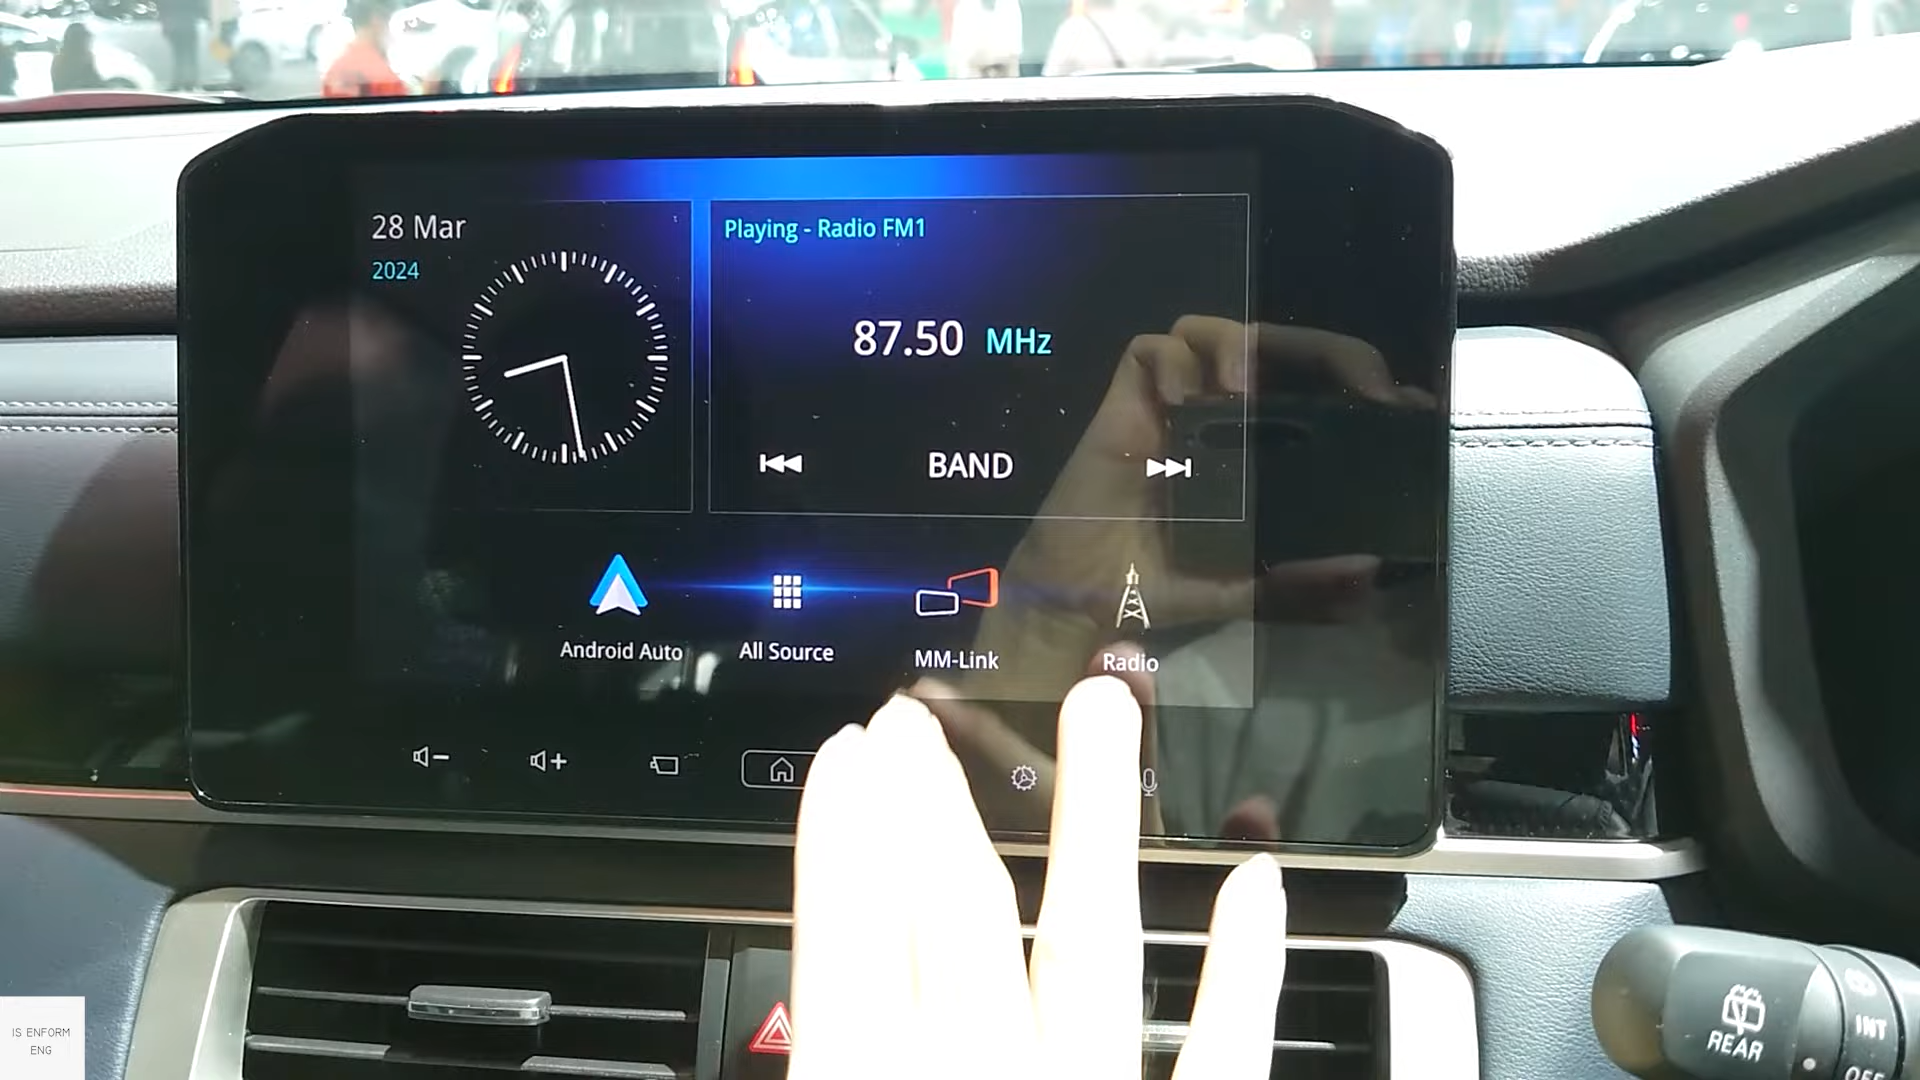 28 Mar
2024
Playing - Radio FM1
87.50 MHz
BAND
Android Auto
All Source
MM-Link
Radio
REAR
INT
OFF
IS ENFORM
ENG